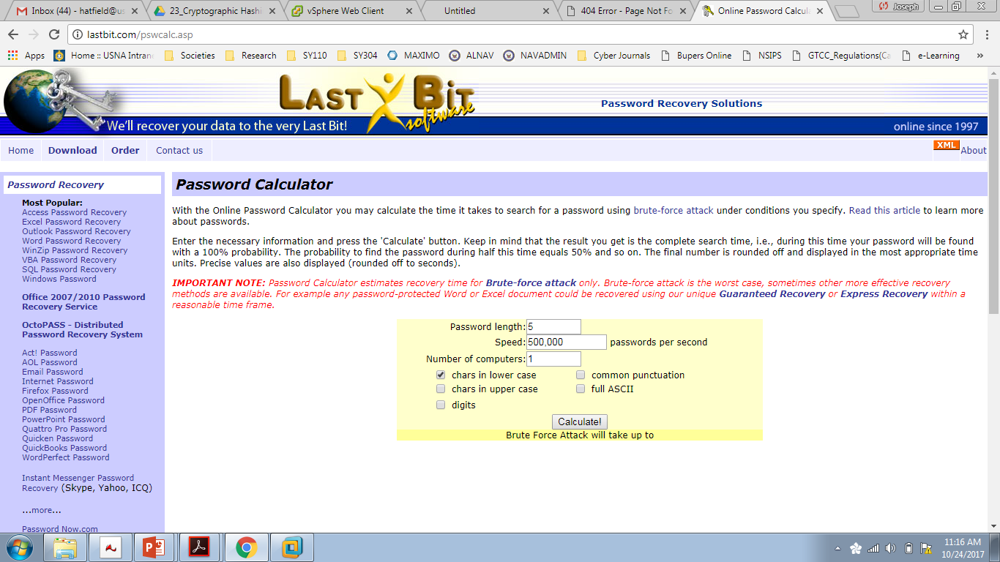 Inbox (44) - hatfield@us
23_Cryptographic Hashi
vSphere Web Client
Untitled
404 Error - Page Not Fo
Online Password Calcula
Joseph
lastbit.com/pswcalc.asp
Apps
Home :: USNA Intran
Societies
Research
SY110
SY304
MAXIMO
ALNAV
NAVADMIN
Cyber Journals
Bupers Online
NSIPS
GTCC_Regulations(Ca
e-Learning
»
LAST BIT
software
Password Recovery Solutions
We'll recover your data to the very Last Bit!
online since 1997
Home
Download
Order
Contact us
XML
About
Password Recovery
Most Popular:
Access Password Recovery
Excel Password Recovery
Outlook Password Recovery
Word Password Recovery
WinZip Password Recovery
VBA Password Recovery
SQL Password Recovery
Windows Password
Office 2007/2010 Password
Recovery Service
OctoPASS - Distributed
Password Recovery System
Act! Password
AOL Password
Email Password
Internet Password
Firefox Password
OpenOffice Password
PDF Password
PowerPoint Password
Quattro Pro Password
Quicken Password
QuickBooks Password
WordPerfect Password
Instant Messenger Password
Recovery (Skype, Yahoo, ICQ)
...more...
Password Now.com
Password Calculator
With the Online Password Calculator you may calculate the time it takes to search for a password using brute-force attack under conditions you specify. Read this article to learn more
about passwords.
Enter the necessary information and press the 'Calculate' button. Keep in mind that the result you get is the complete search time, i.e., during this time your password will be found
with a 100% probability. The probability to find the password during half this time equals 50% and so on. The final number is rounded off and displayed in the most appropriate time
units. Precise values are also displayed (rounded off to seconds).
IMPORTANT NOTE: Password Calculator estimates recovery time for Brute-force attack only. Brute-force attack is the worst case, sometimes other more effective recovery
methods are available. For example any password-protected Word or Excel document could be recovered using our unique Guaranteed Recovery or Express Recovery within a
reasonable time frame.
Password length: 5
Speed: 500,000 passwords per second
Number of computers: 1
chars in lower case
common punctuation
chars in upper case
full ASCII
digits
Calculate!
Brute Force Attack will take up to
11:16 AM
10/24/2017